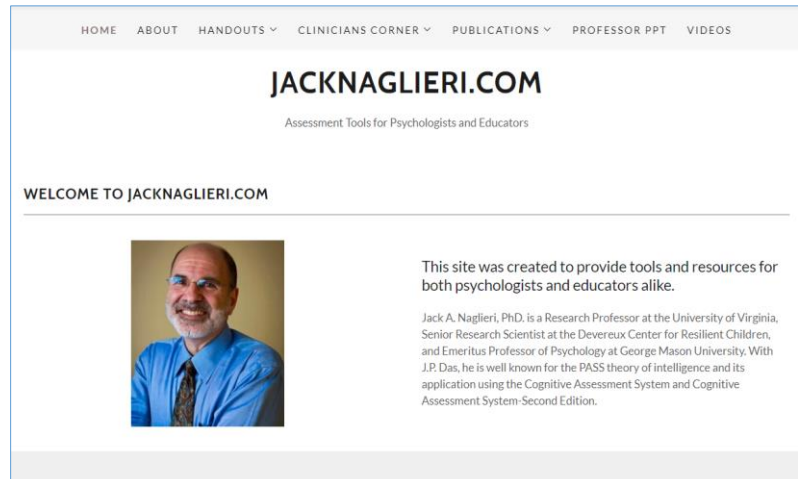 HOME ABOUT HANDOUTS CLINICIANS CORNER PUBLICATIONS PROFESSOR PPT VIDEOS
JACKNAGLIERI.COM
Assessment Tools for Psychologists and Educators
WELCOME TO JACKNAGLIERI.COM
This site was created to provide tools and resources for
both psychologists and educators alike.
Jack A. Naglieri, PhD. is a Research Professor at the University of Virginia,
Senior Research Scientist at the Devereux Center for Resilient Children,
and Emeritus Professor of Psychology at George Mason University. With
J.P. Das, he is well known for the PASS theory of intelligence and its
application using the Cognitive Assessment System and Cognitive
Assessment System-Second Edition.